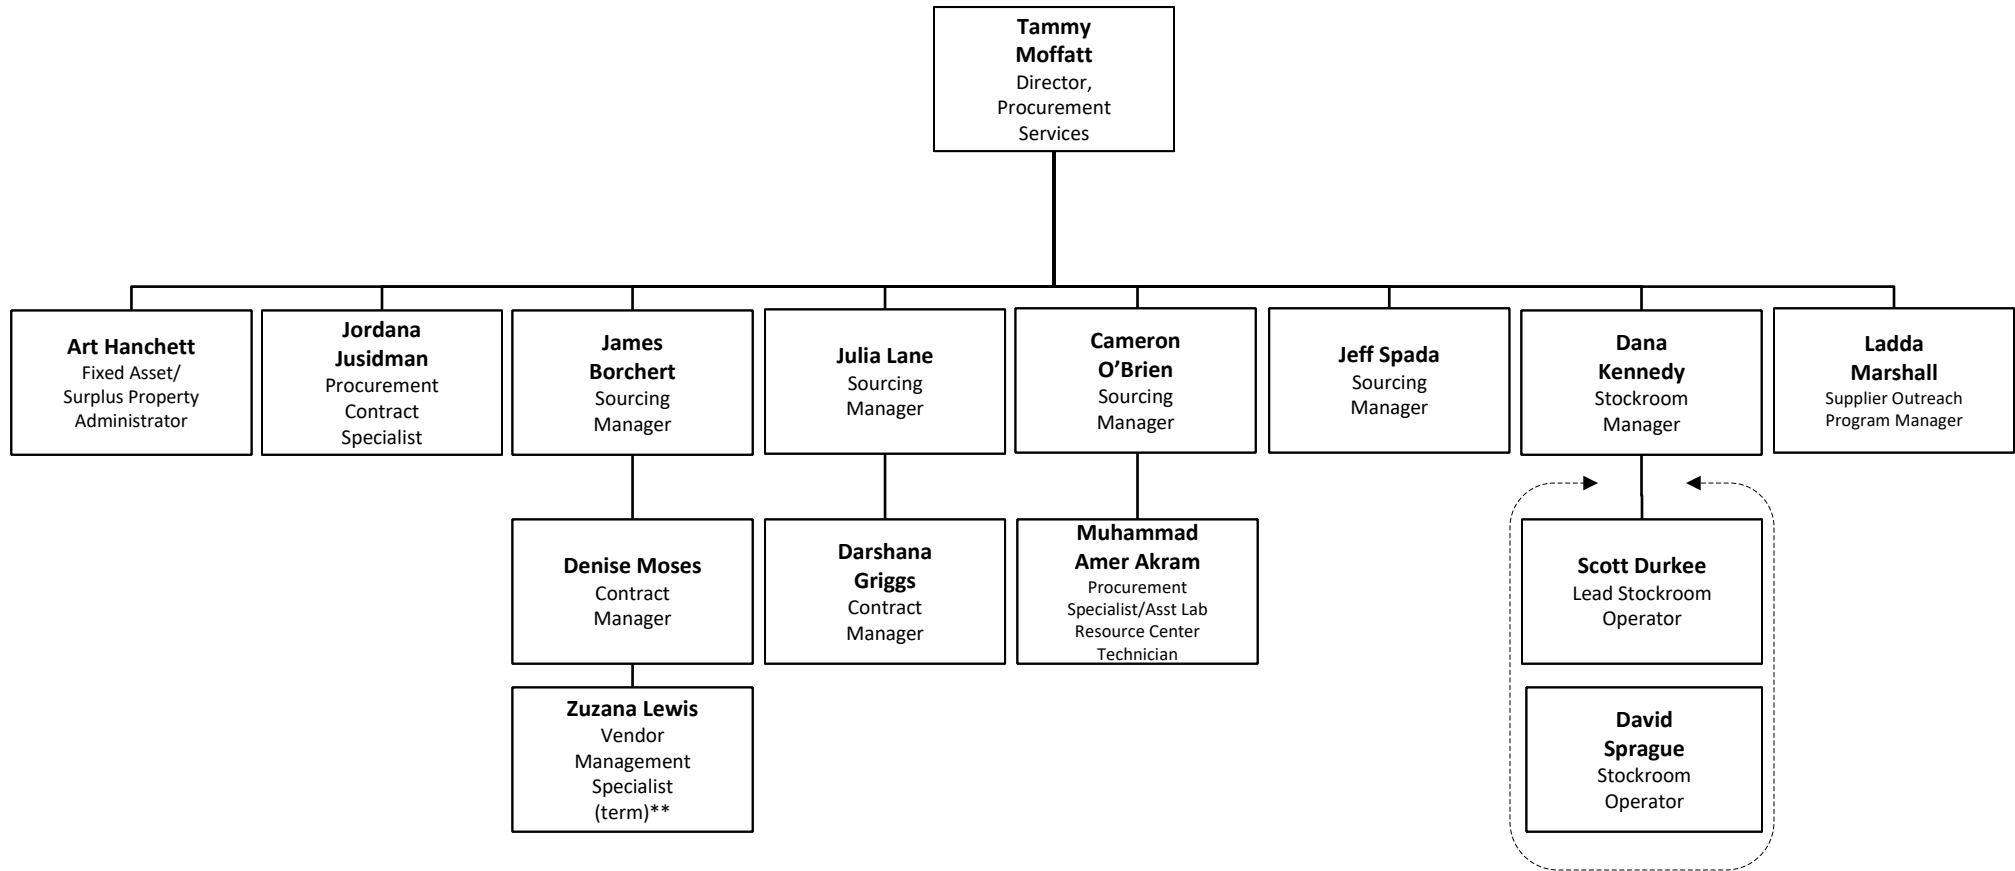 Tammy
Moffatt
Director,
Procurement
Services
Art Hanchett
Fixed Asset/
Surplus Property
Administrator
Jordana
Jusidman
Procurement
Contract
Specialist
James
Borchert
Sourcing
Manager
Julia Lane
Sourcing
Manager
Cameron
O’Brien
Sourcing
Manager
Jeff Spada
Sourcing
Manager
Dana
Kennedy
Stockroom
Manager
Ladda
Marshall
Supplier Outreach
Program Manager
Denise Moses
Contract
Manager
Darshana
Griggs
Contract
Manager
Muhammad
Amer Akram
Procurement
Specialist/Asst Lab
Resource Center
Technician
Scott Durkee
Lead Stockroom
Operator
Zuzana Lewis
Vendor
Management
Specialist
(term)**
David
Sprague
Stockroom
Operator